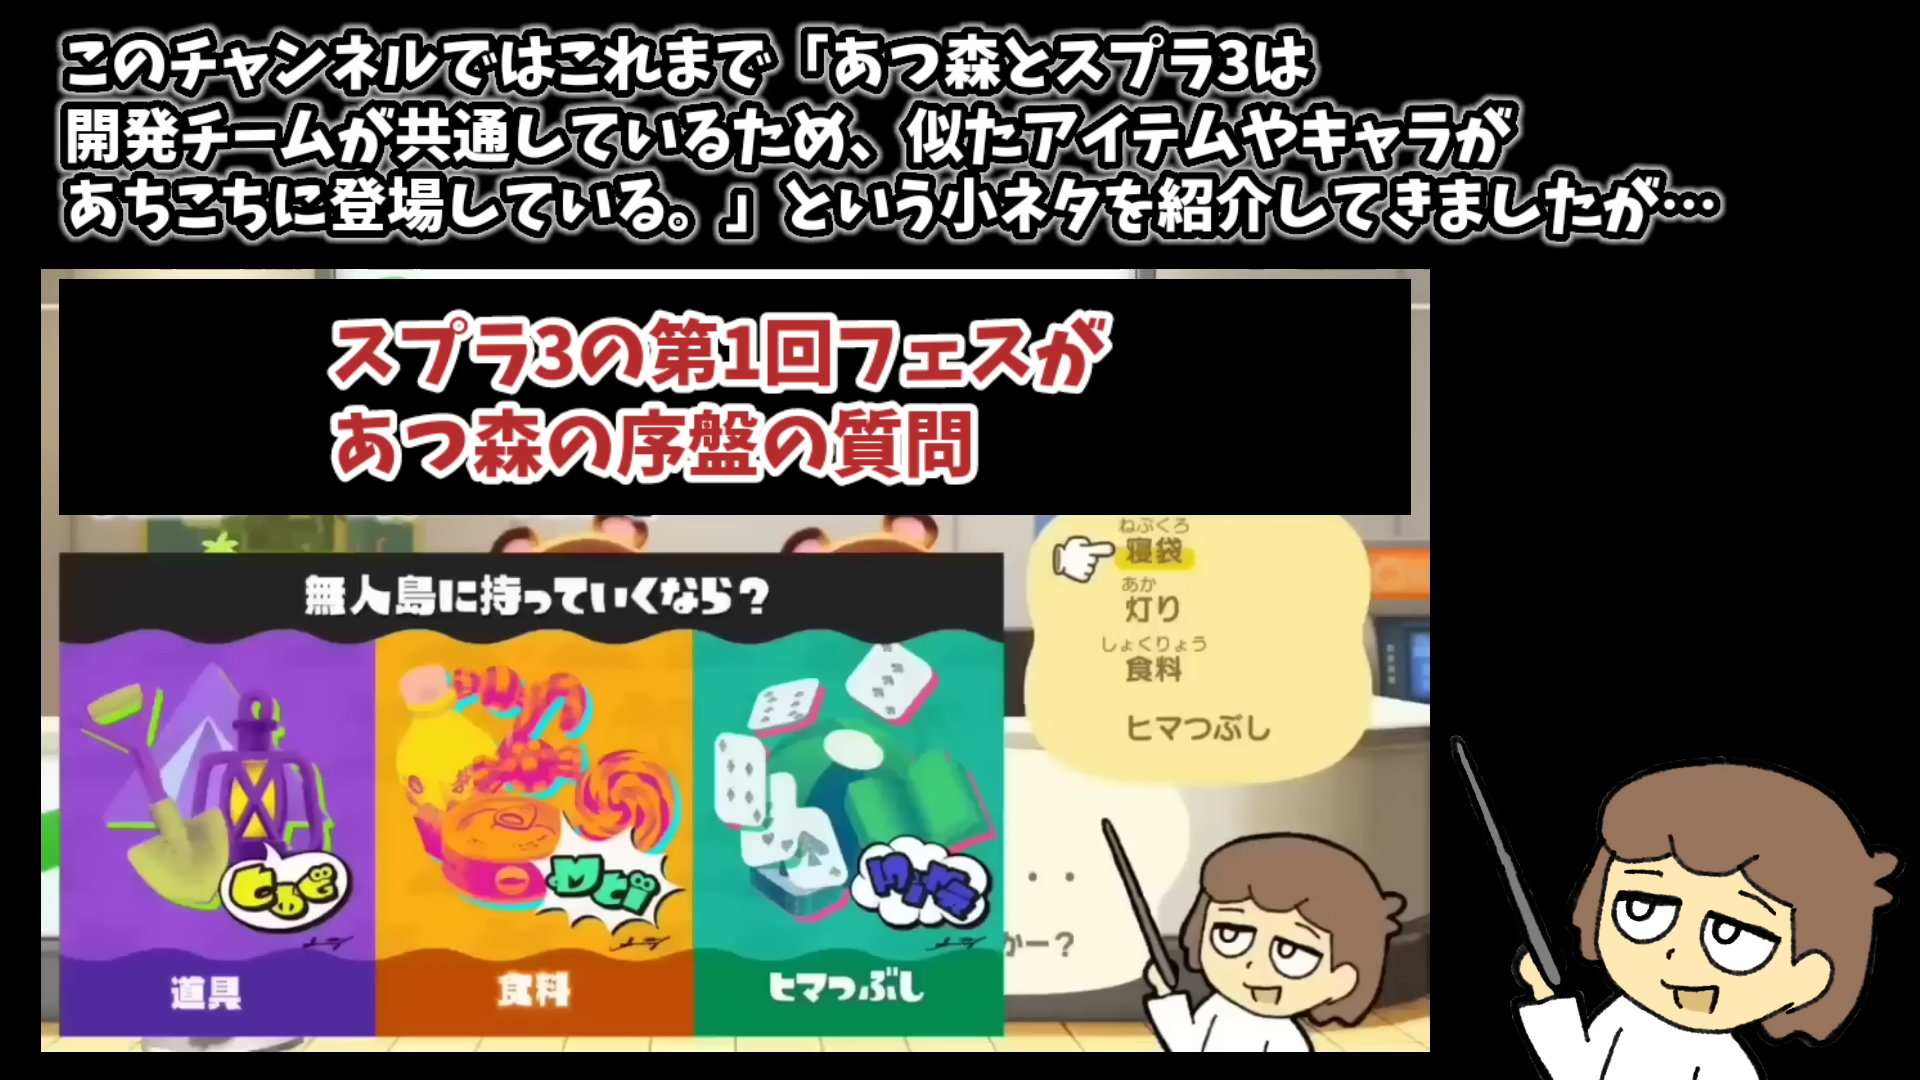 このチャンネルではこれまで「あつ森とスプラ3は
開発チームが共通しているため、似たアイテムやキャラが
あちこちに登場している。」という小ネタを紹介してきましたが…
スプラ3の第1回フェスが
あつ森の序盤の質問
無人島に持っていくなら？
道具
食料
ヒマつぶし
ねぶくろ
寝袋
あか
灯り
しょくりょう
食料
ヒマつぶし
かー？